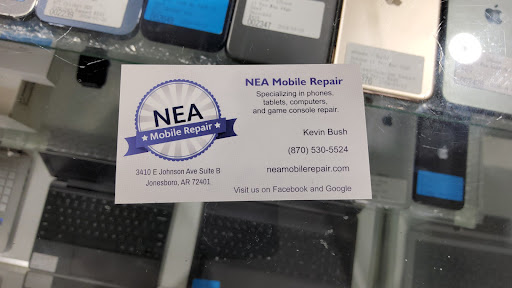 NEA
★ Mobile Repair ★
3410 E Johnson Ave Suite B
Jonesboro, AR 72401
NEA Mobile Repair
Specializing in phones,
tablets, computers,
and game console repair.
Kevin Bush
(870) 530-5524
neamobilerepair.com
Visit us on Facebook and Google